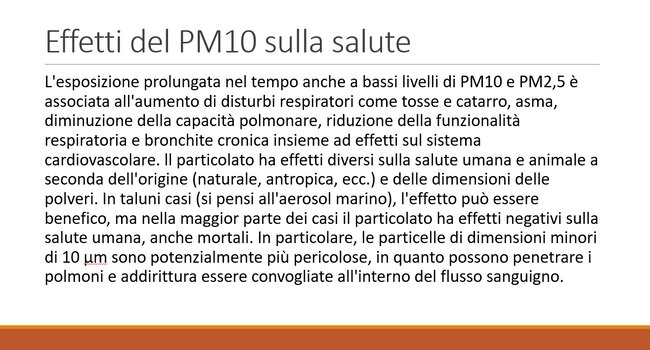 Effetti del PM10 sulla salute
L'esposizione prolungata nel tempo anche a bassi livelli di PM10 e PM2,5 è
associata all'aumento di disturbi respiratori come tosse e catarro, asma,
diminuzione della capacità polmonare, riduzione della funzionalità
respiratoria e bronchite cronica insieme ad effetti sul sistema
cardiovascolare. Il particolato ha effetti diversi sulla salute umana e animale a
seconda dell'origine (naturale, antropica, ecc.) e delle dimensioni delle
polveri. In taluni casi (si pensi all'aerosol marino), l'effetto può essere
benefico, ma nella maggior parte dei casi il particolato ha effetti negativi sulla
salute umana, anche mortali. In particolare, le particelle di dimensioni minori
di 10 µm sono potenzialmente più pericolose, in quanto possono penetrare i
polmoni e addirittura essere convogliate all'interno del flusso sanguigno.